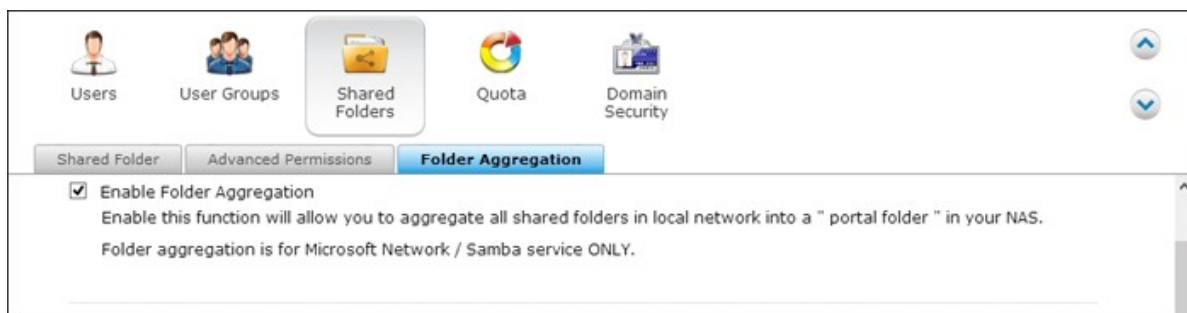 Users User Groups Shared Folders Quota Domain Security
Shared Folder Advanced Permissions Folder Aggregation
Enable Folder Aggregation
Enable this function will allow you to aggregate all shared folders in local network into a " portal folder " in your NAS.
Folder aggregation is for Microsoft Network / Samba service ONLY.